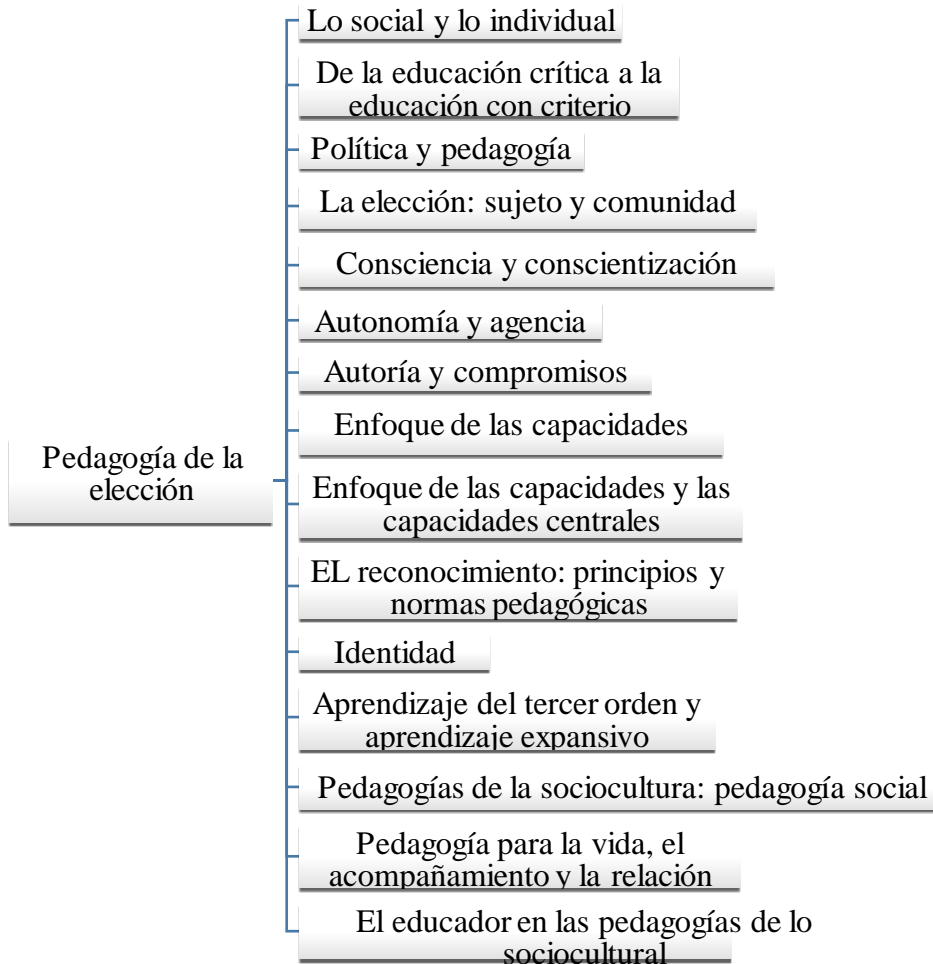 Lo social y lo individual
De la educación crítica a la
educación con criterio
Política y pedagogía
La elección: sujeto y comunidad
Consciencia y conscientización
Autonomía y agencia
Autoría y compromisos
Enfoque de las capacidades
Pedagogía de la
elección
Enfoque de las capacidades y las
capacidades centrales
EL reconocimiento: principios y
normas pedagógicas
Identidad
Aprendizaje del tercer orden y
aprendizaje expansivo
Pedagogías de la sociocultura: pedagogía social
Pedagogía para la vida, el
acompañamiento y la relación
El educador en las pedagogías de lo
sociocultural